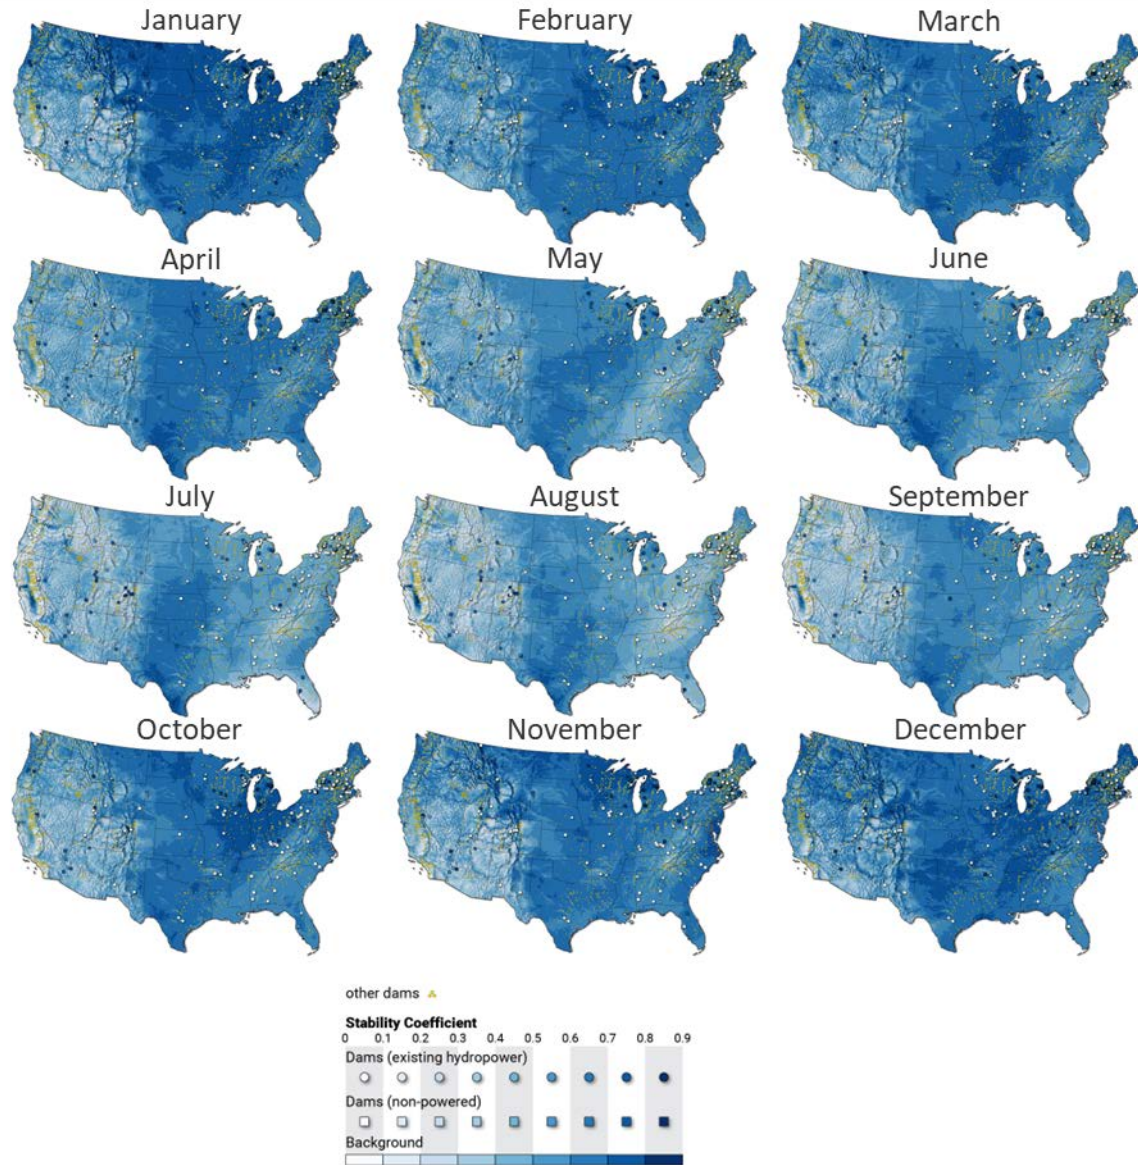 January February March
April May June
July August September
October November December
other dams
Stability Coefficient
0 0.1 0.2 0.3 0.4 0.5 0.6 0.7 0.8 0.9
Dams (existing hydropower)
Dams (non-powered)
Background